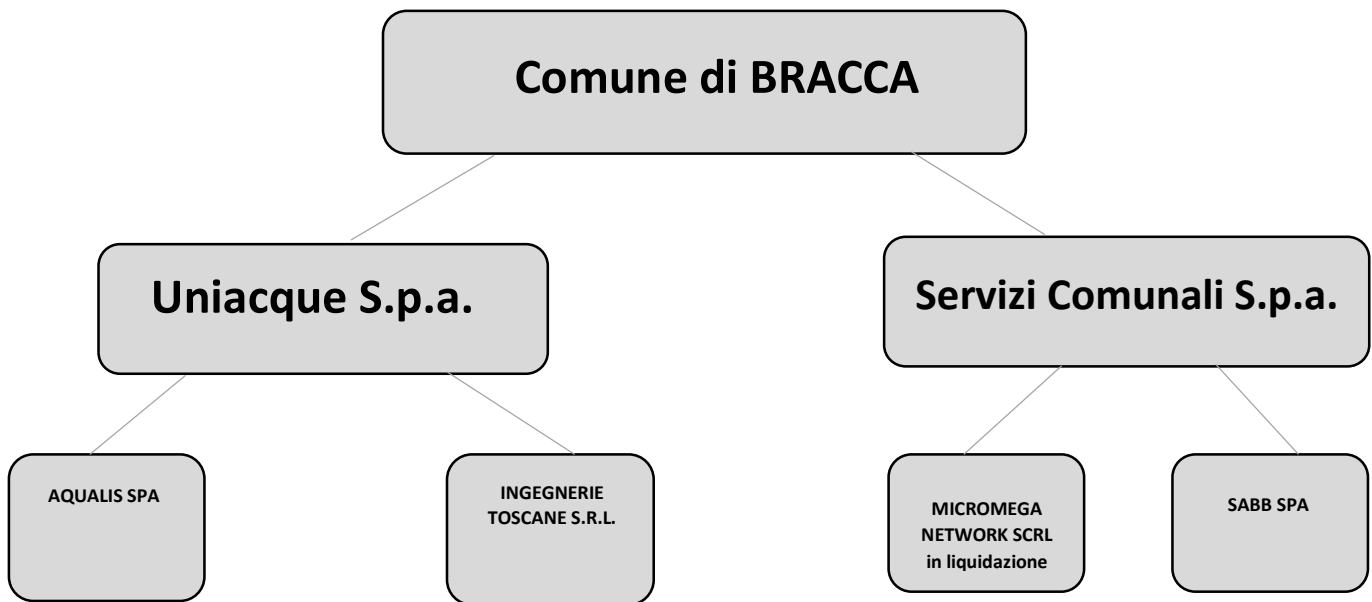 Comune di BRACCA
Uniacque S.p.a.
Servizi Comunali S.p.a.
AQUALIS SPA
INGEGNERIE
TOSCANE S.R.L.
MICROMEGA
NETWORK SCRL
in liquidazione
SABB SPA